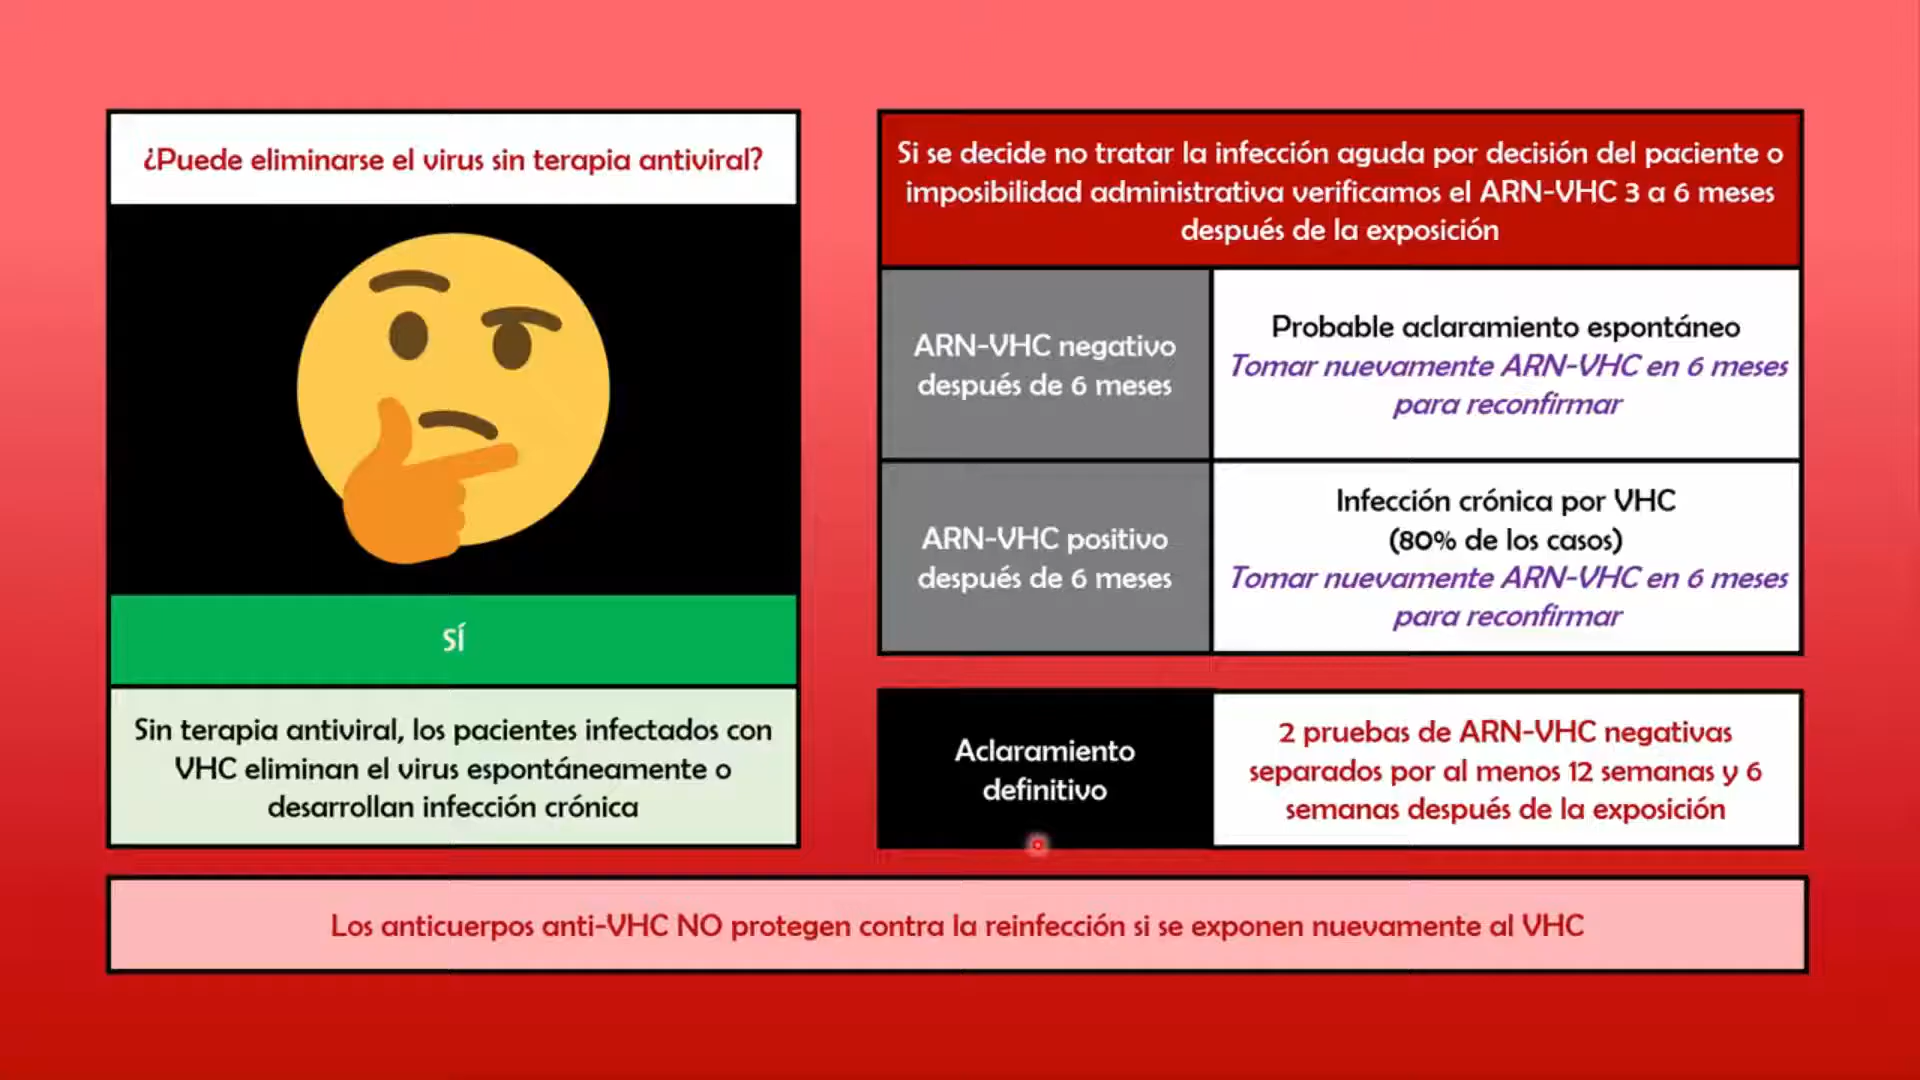 ¿Puede eliminarse el virus sin terapia antiviral?
SÍ
Sin terapia antiviral, los pacientes infectados con
VHC eliminan el virus espontáneamente o
desarrollan infección crónica
Si se decide no tratar la infección aguda por decisión del paciente o
imposibilidad administrativa verificamos el ARN-VHC 3 a 6 meses
después de la exposición
ARN-VHC negativo
después de 6 meses
Probable aclaramiento espontáneo
Tomar nuevamente ARN-VHC en 6 meses
para reconfirmar
ARN-VHC positivo
después de 6 meses
Infección crónica por VHC
(80% de los casos)
Tomar nuevamente ARN-VHC en 6 meses
para reconfirmar
Aclaramiento
definitivo
2 pruebas de ARN-VHC negativas
separados por al menos 12 semanas y 6
semanas después de la exposición
Los anticuerpos anti-VHC NO protegen contra la reinfección si se exponen nuevamente al VHC